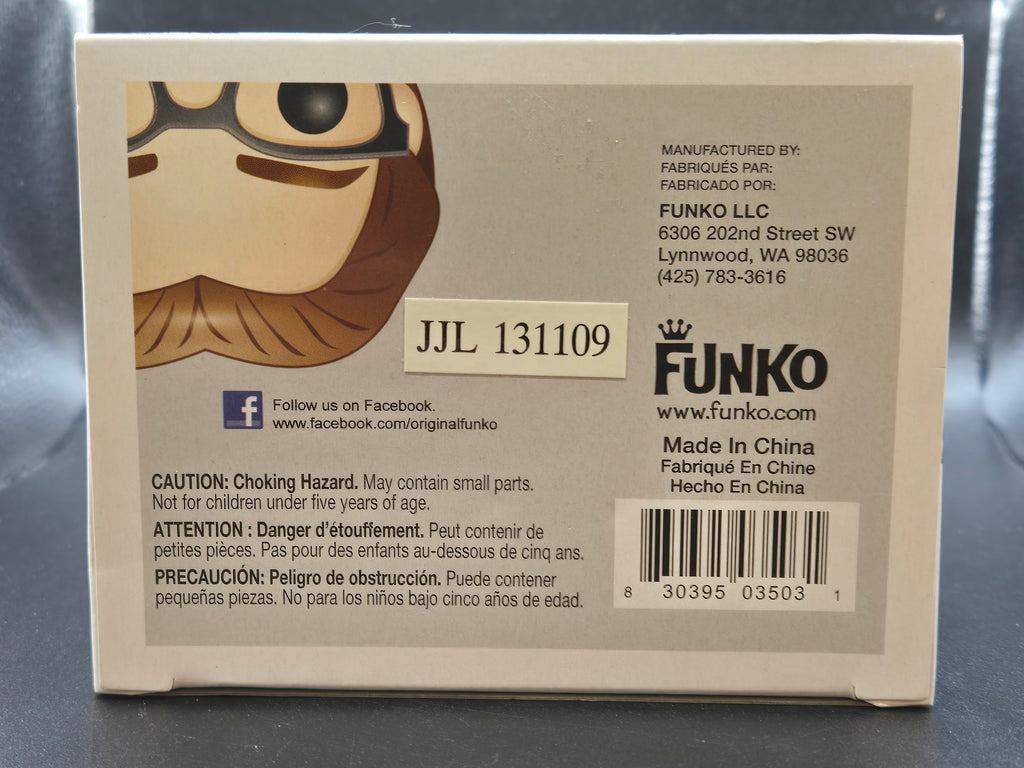 MANUFACTURED BY:
FABRIQUÉS PAR:
FABRICADO POR:
FUNKO LLC
6306 202nd Street SW
Lynnwood, WA 98036
(425) 783-3616
JJL 131109
FUNKO
www.funko.com
f Follow us on Facebook.
www.facebook.com/originalfunko
Made In China
Fabriqué En Chine
Hecho En China
CAUTION: Choking Hazard. May contain small parts.
Not for children under five years of age.
ATTENTION : Danger d'étouffement. Peut contenir de
petites pièces. Pas pour des enfants au-dessous de cinq ans.
PRECAUCIÓN: Peligro de obstrucción. Puede contener
pequeñas piezas. No para los niños bajo cinco años de edad.
8 30395 03503 1